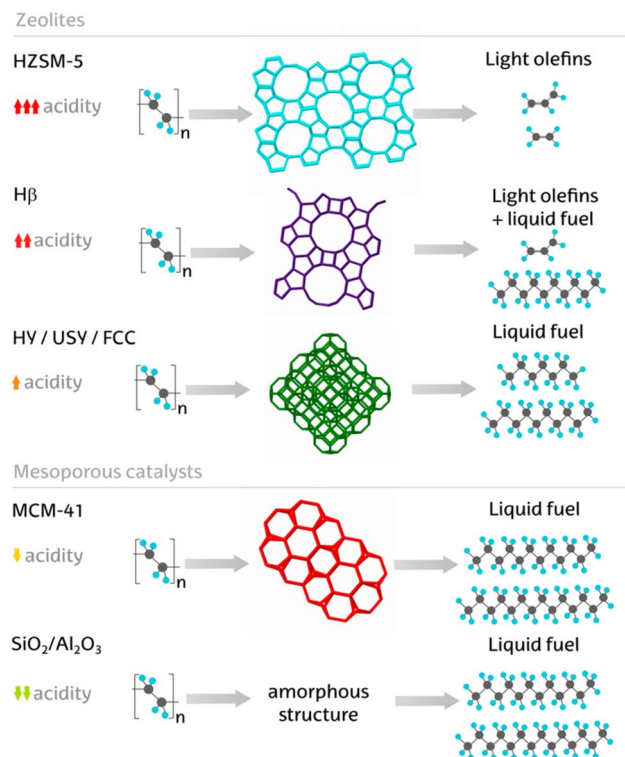 Zeolites
HZSM-5
Light olefins
acidity
n
Hβ
Light olefins
+ liquid fuel
acidity
n
HY / USY / FCC
Liquid fuel
acidity
n
Mesoporous catalysts
MCM-41
Liquid fuel
acidity
n
SiO₂/Al₂O₃
Liquid fuel
acidity
n
amorphous
structure